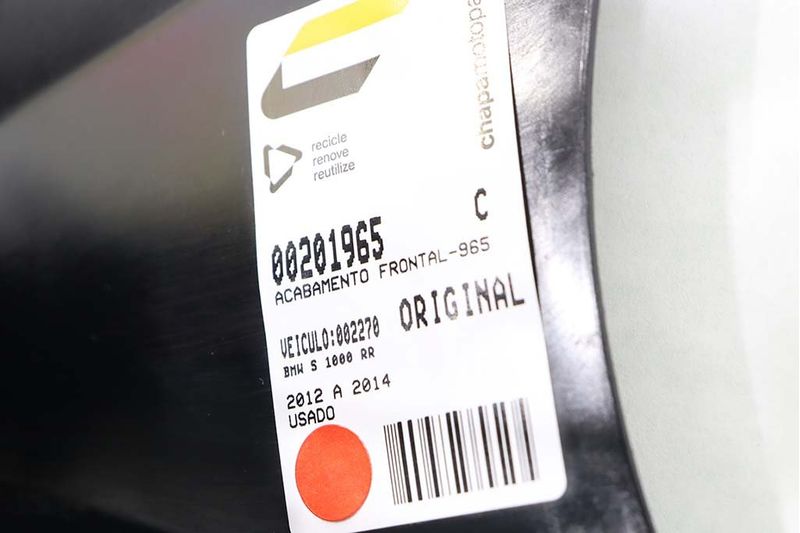 chapamotopa
recicle
renove
reutilize
C
00201965
ACABAMENTO FRONTAL-965
ORIGINAL
VEICULO:002270
BMW S 1000 RR
2012 A 2014
USADO